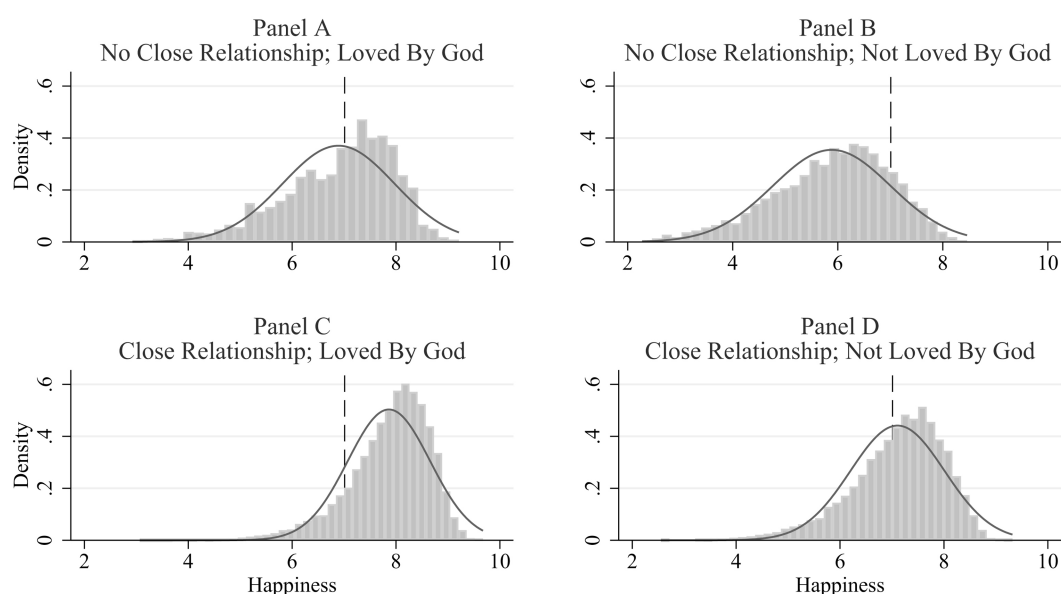 Panel A
No Close Relationship; Loved By God
Density
0 .2 .4 .6
2 4 6 8 10
Panel B
No Close Relationship; Not Loved By God
0 .2 .4 .6
2 4 6 8 10
Panel C
Close Relationship; Loved By God
Density
0 .2 .4 .6
2 4 6 8 10
Happiness
Panel D
Close Relationship; Not Loved By God
0 .2 .4 .6
2 4 6 8 10
Happiness